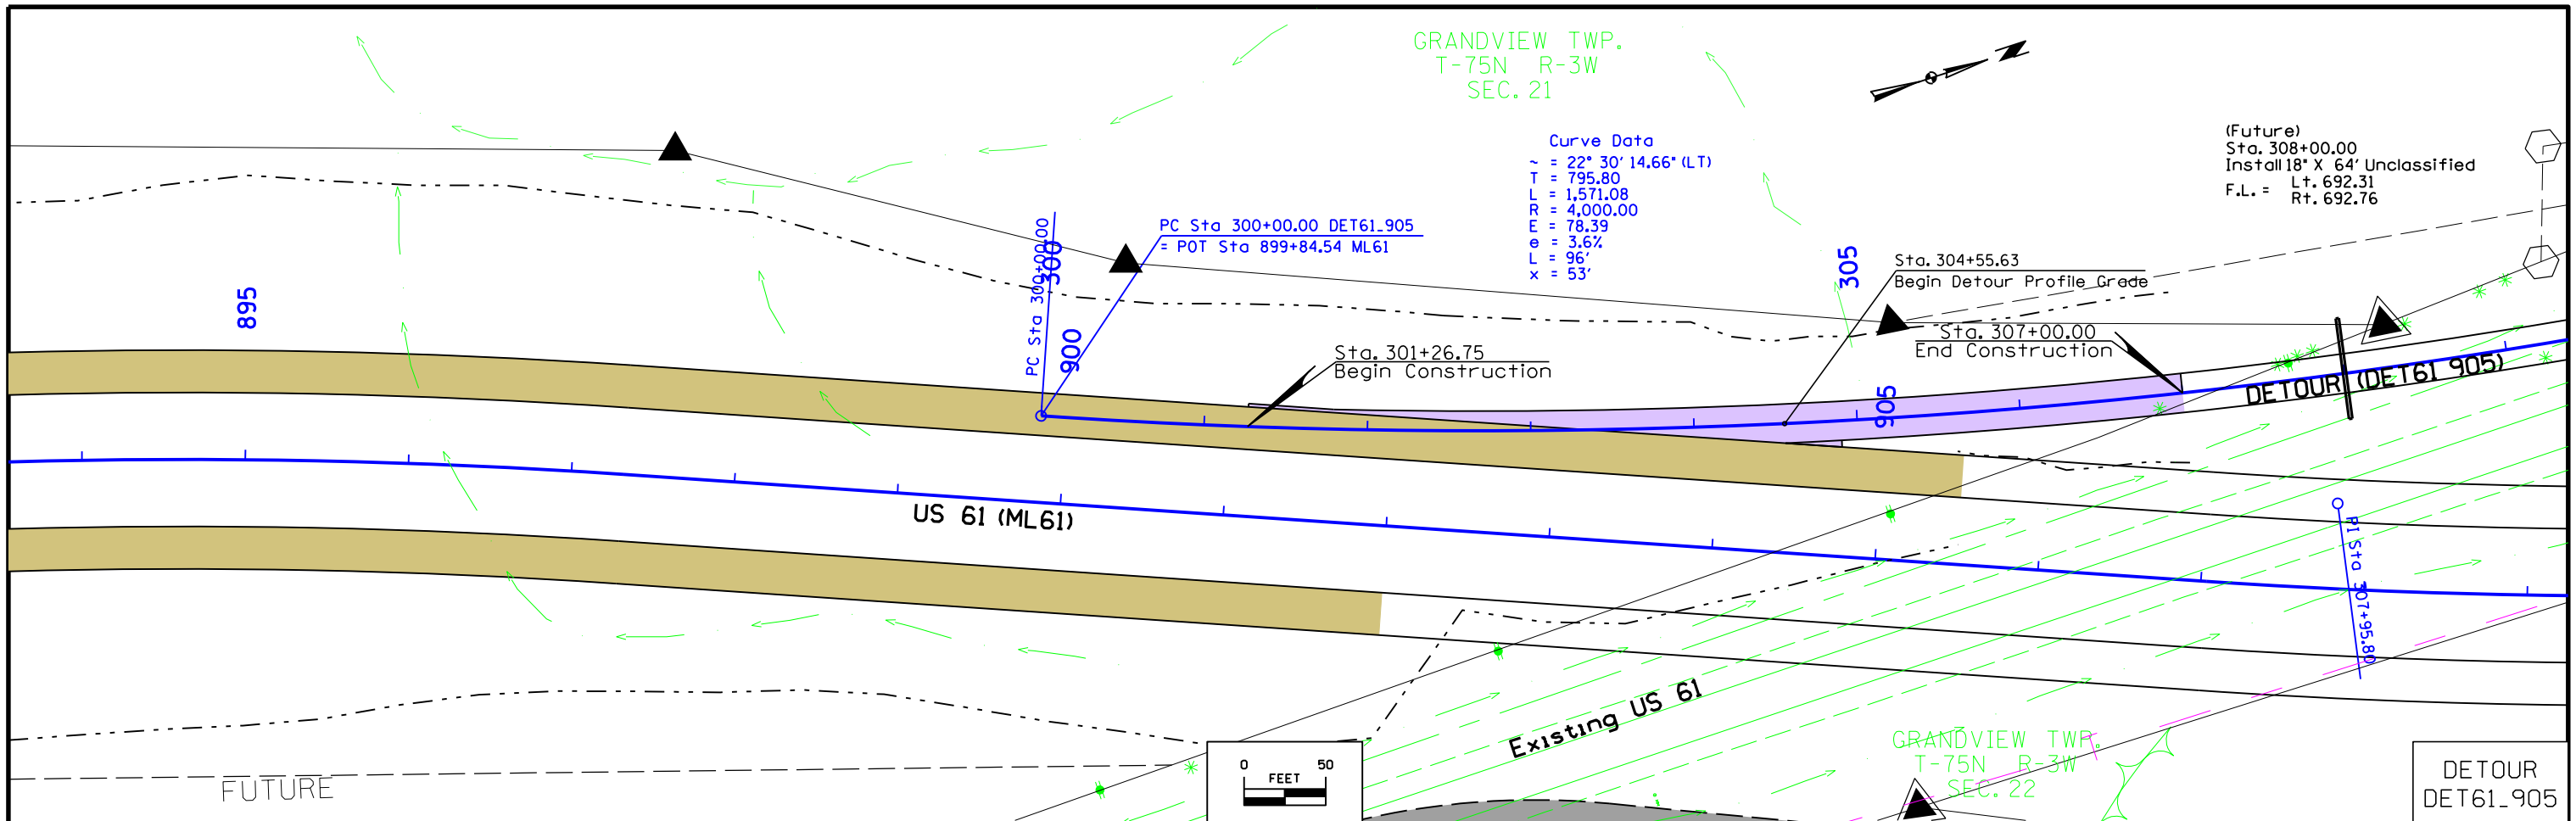 GRANDVIEW TWP.
T-75N R-3W
SEC. 21
Curve Data
~ = 22° 30' 14.66" (LT)
T = 795.80
L = 1,571.08
R = 4,000.00
E = 78.39
e = 3.6%
L = 96'
x = 53'
(Future)
Sta. 308+00.00
Install 18" X 64' Unclassified
F.L. = Lt. 692.31
Rt. 692.76
PC Sta 300+00.00
300
PC Sta 300+00.00 DET61_905
= POT Sta 899+84.54 ML61
305
Sta. 304+55.63
Begin Detour Profile Grade
895
900
Sta. 301+26.75
Begin Construction
Sta. 307+00.00
End Construction
905
DETOUR (DET61 905)
US 61 (ML61)
PI Sta 307+95.80
Existing US 61
GRANDVIEW TWP.
T-75N R-3W
SEC. 22
FUTURE
0 50
FEET
DETOUR
DET61_905